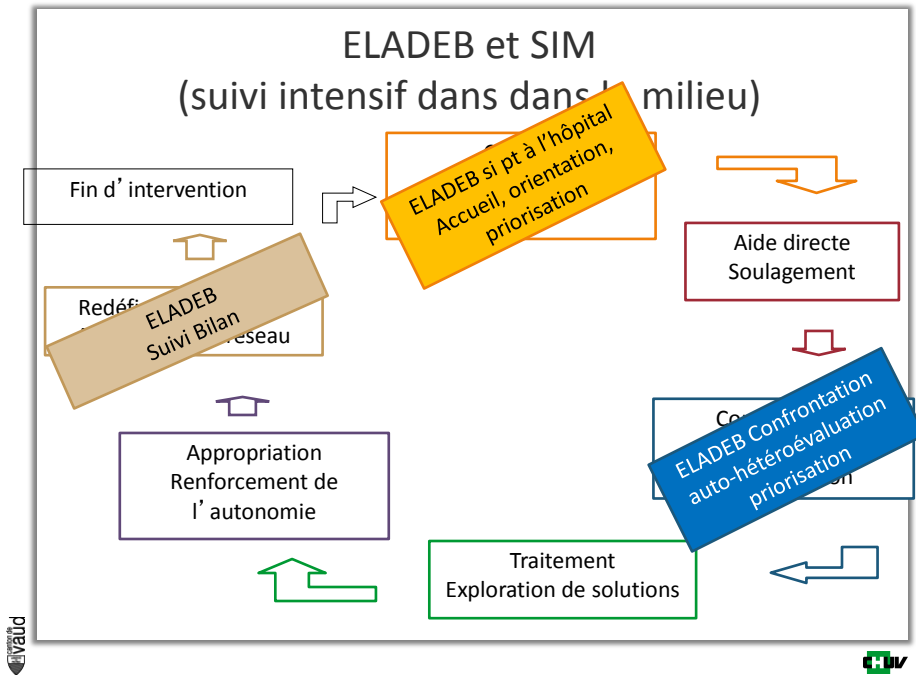 ELADEB et SIM
(suivi intensif dans dans milieu)
Fin d’ intervention
ELADEB si pt à l’hôpital
Accueil, orientation,
priorisation
Aide directe
Soulagement
ELADEB
Suivi Bilan
ELADEB Confrontation
auto-hétéroévaluation
priorisation
Appropriation
Renforcement de
l’ autonomie
Traitement
Exploration de solutions
canton de
Vaud
CHUV